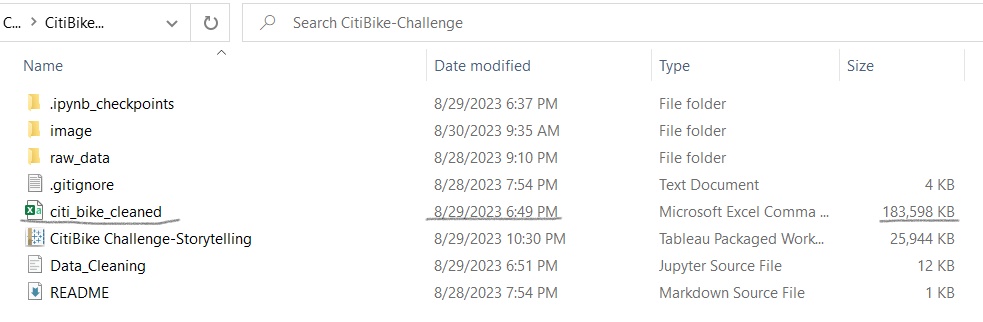 C... > CitiBike... Search CitiBike-Challenge
Name Date modified Type Size
.ipynb_checkpoints 8/29/2023 6:37 PM File folder
image 8/30/2023 9:35 AM File folder
raw_data 8/28/2023 9:10 PM File folder
.gitignore 8/28/2023 7:54 PM Text Document 4 KB
citi_bike_cleaned 8/29/2023 6:49 PM Microsoft Excel Comma ... 183,598 KB
CitiBike Challenge-Storytelling 8/29/2023 10:30 PM Tableau Packaged Work... 25,944 KB
Data_Cleaning 8/29/2023 6:51 PM Jupyter Source File 12 KB
README 8/28/2023 7:54 PM Markdown Source File 1 KB